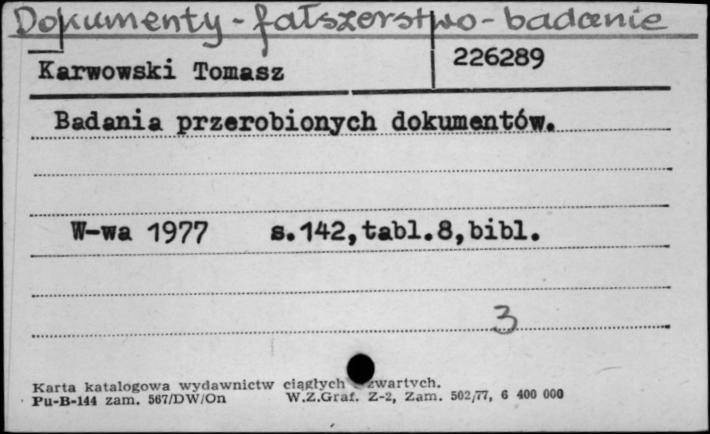 Dokumenty - fałszerstwo - badanie
Karwowski Tomasz
226289
Badania przerobionych dokumentów.
W-wa 1977 s.142,tabl.8,bibl.
3
Karta katalogowa wydawnictw ciągłych zwartych.
Pu-B-144 zam. 567/DW/On W.Z.Graf. Z-2, Zam. 502/77, 6 400 000